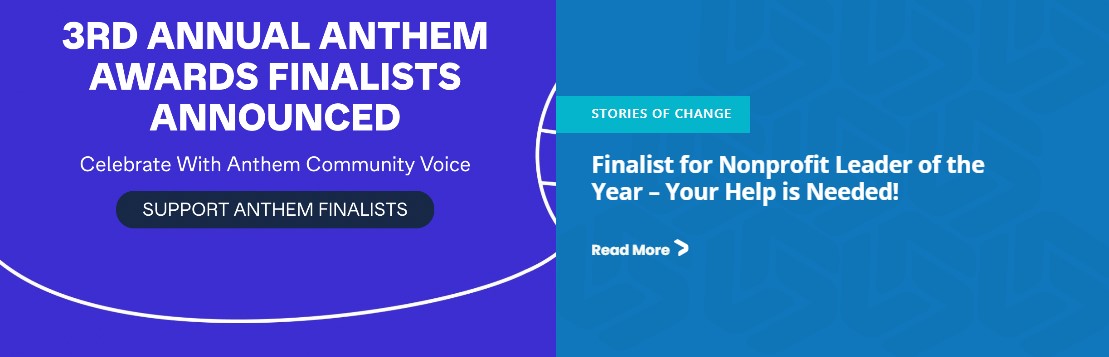 3RD ANNUAL ANTHEM
AWARDS FINALISTS
ANNOUNCED
Celebrate With Anthem Community Voice
SUPPORT ANTHEM FINALISTS
STORIES OF CHANGE
Finalist for Nonprofit Leader of the
Year – Your Help is Needed!
Read More